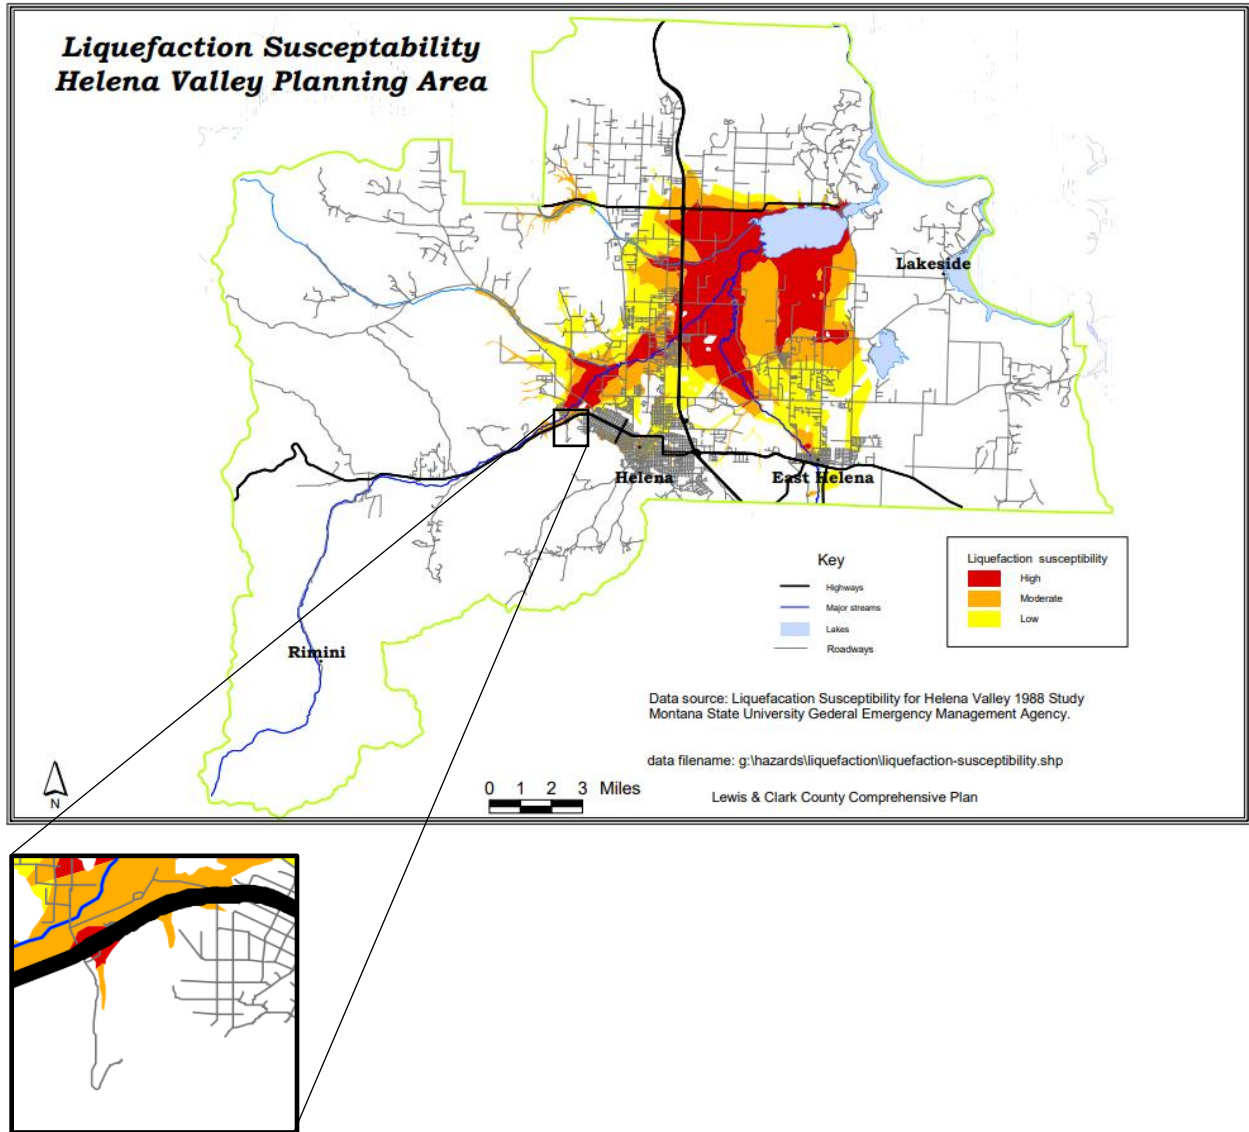 Liquefaction Susceptability
Helena Valley Planning Area
Lakeside
Helena
East Helena
Rimini
Key
Highways
Major streams
Lakes
Roadways
Liquefaction susceptibility
High
Moderate
Low
Data source: Liquefacation Susceptibility for Helena Valley 1988 Study
Montana State University Gederal Emergency Management Agency.
data filename: g:\hazards\liquefaction\liquefaction-susceptibility.shp
N
0 1 2 3 Miles
Lewis & Clark County Comprehensive Plan